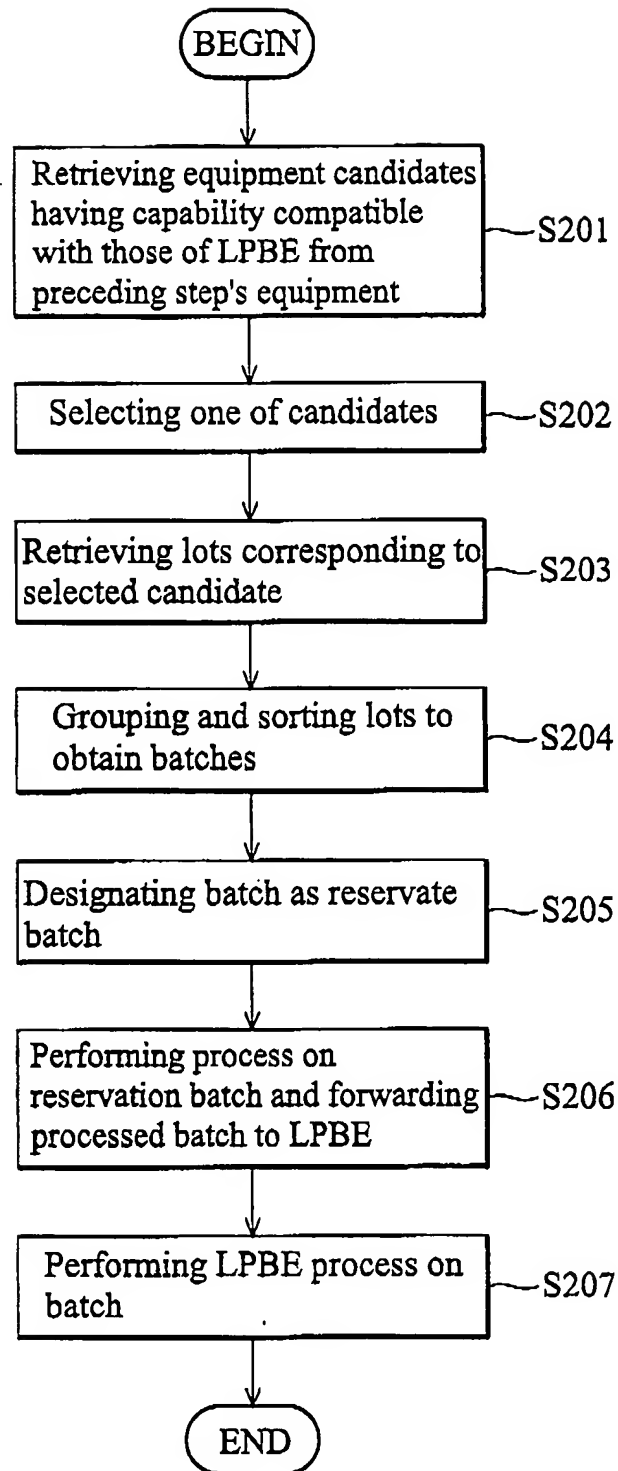 BEGIN
Retrieving equipment candidates
having capability compatible
with those of LPBE from
preceding step's equipment
S201
Selecting one of candidates
S202
Retrieving lots corresponding to
selected candidate
S203
Grouping and sorting lots to
obtain batches
S204
Designating batch as reservate
batch
S205
Performing process on
reservation batch and forwarding
processed batch to LPBE
S206
Performing LPBE process on
batch
S207
END